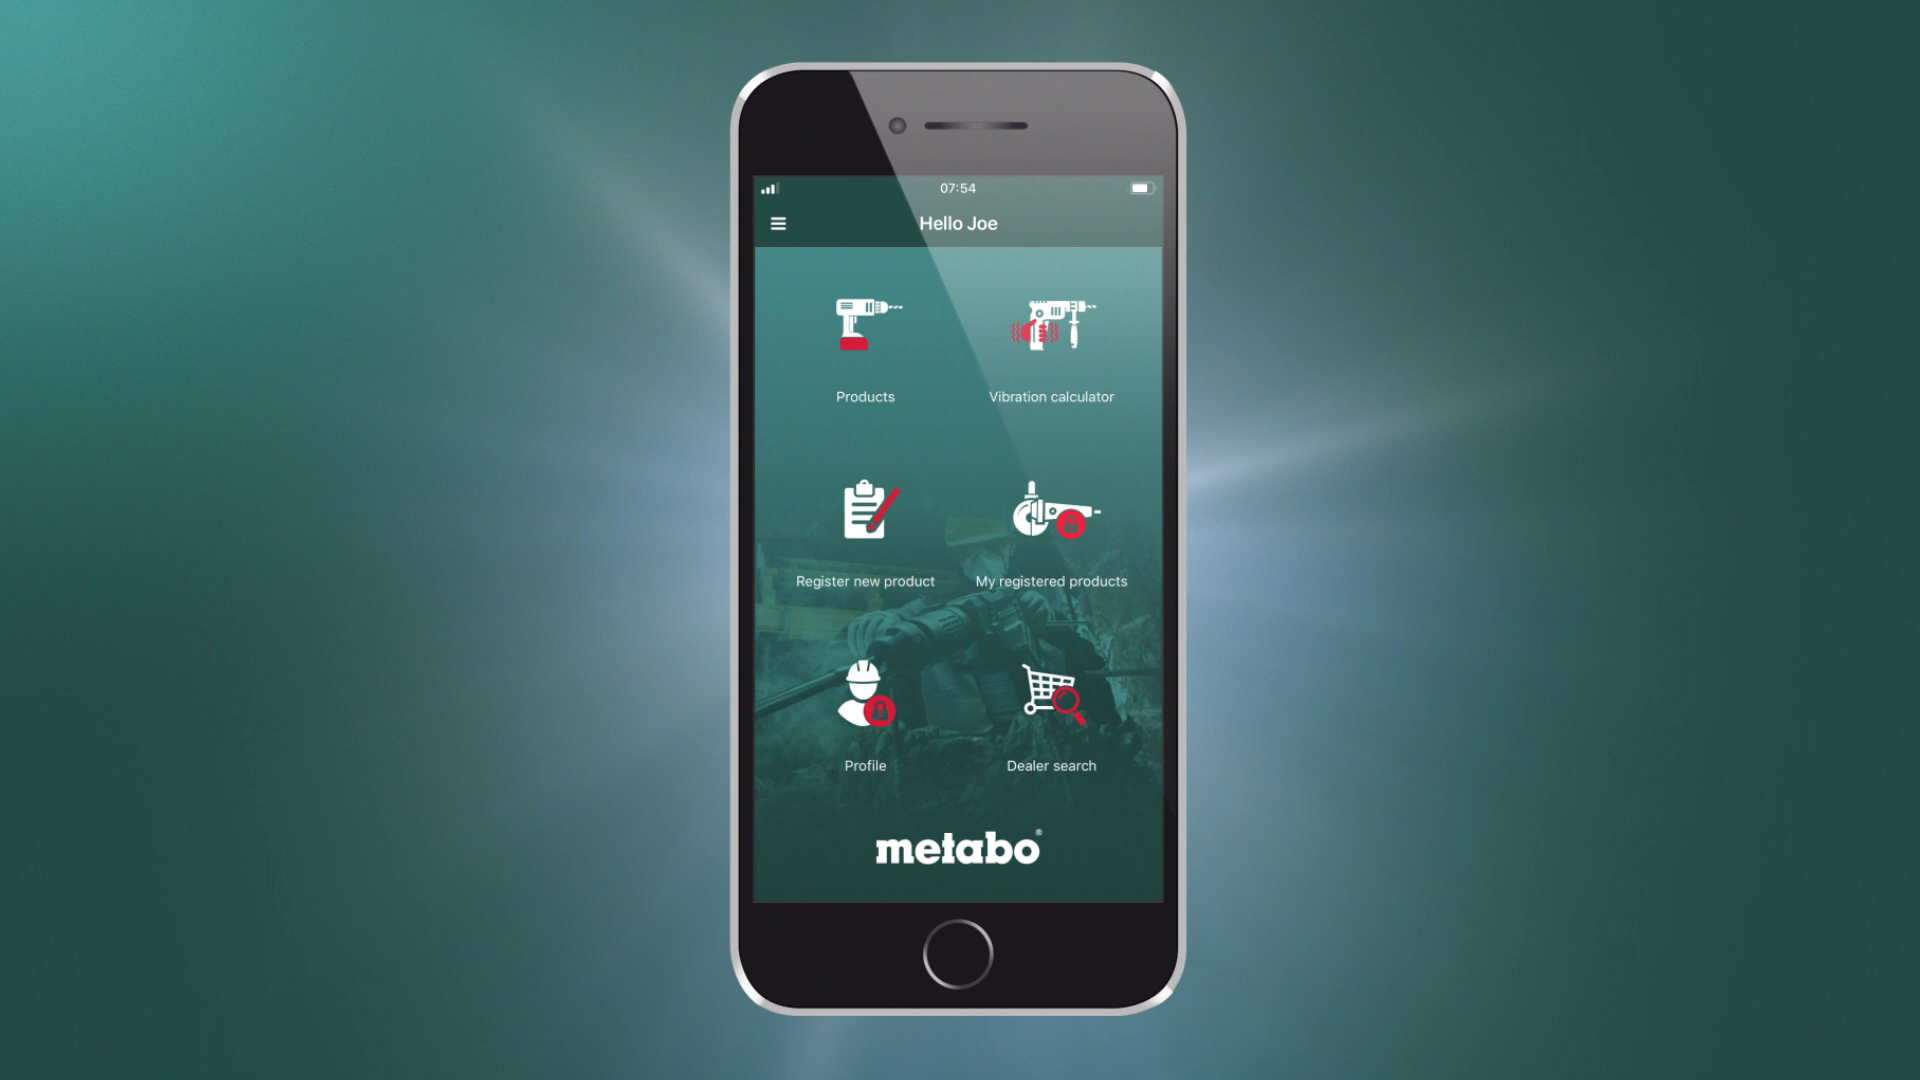 07:54
Hello Joe
Products
Vibration calculator
Register new product
My registered products
Profile
Dealer search
metabo®